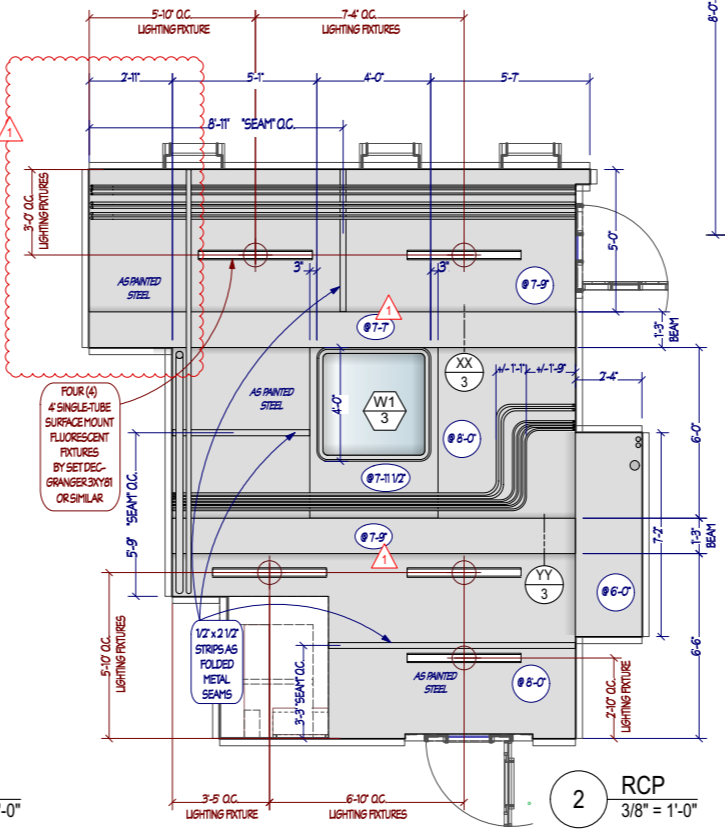 5'-10" O.C.
LIGHTING FIXTURE
7'-4" O.C.
LIGHTING FIXTURES
8'-0"
2'-11"
5'-1"
4'-0"
5'-7"
8'-11" "SEAM" O.C.
1
3'-0" O.C.
LIGHTING FIXTURES
5'-0"
AS PAINTED
STEEL
3"
3"
@ 7'-9"
1
@ 7'-7"
1'-3"
BEAM
XX
3
+/- 1'-1"
+/- 1'-9"
2'-4"
FOUR (4)
4' SINGLE-TUBE
SURFACE MOUNT
FLUORESCENT
FIXTURES
BY SET DEC-
GRANGER 3XY81
OR SIMILAR
AS PAINTED
STEEL
4'-0"
W1
3
@ 8'-0"
6'-0"
@ 7'-11 1/2"
5'-9" "SEAM" O.C.
7'-2"
@ 7'-9"
1
1'-3"
BEAM
YY
3
@ 6'-0"
5'-10" O.C.
LIGHTING FIXTURES
1/2" x 2 1/2"
STRIPS AS
FOLDED
METAL
SEAMS
3'-3" "SEAM" O.C.
AS PAINTED
STEEL
@ 8'-0"
2'-10" O.C.
LIGHTING FIXTURE
6'-6"
3'-5" O.C.
LIGHTING FIXTURE
6'-10" O.C.
LIGHTING FIXTURES
2
RCP
3/8" = 1'-0"
'-0"